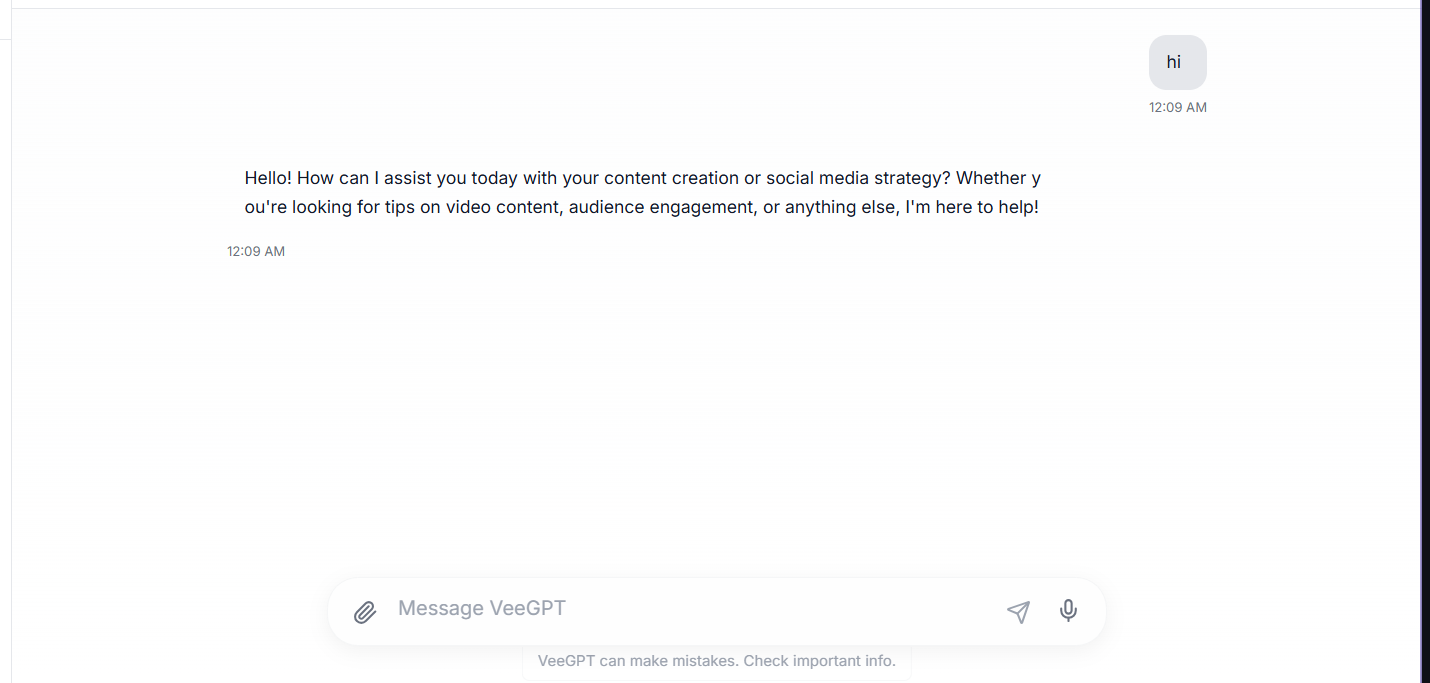 hi
12:09 AM
Hello! How can I assist you today with your content creation or social media strategy? Whether y
ou're looking for tips on video content, audience engagement, or anything else, I'm here to help!
12:09 AM
Message VeeGPT
VeeGPT can make mistakes. Check important info.